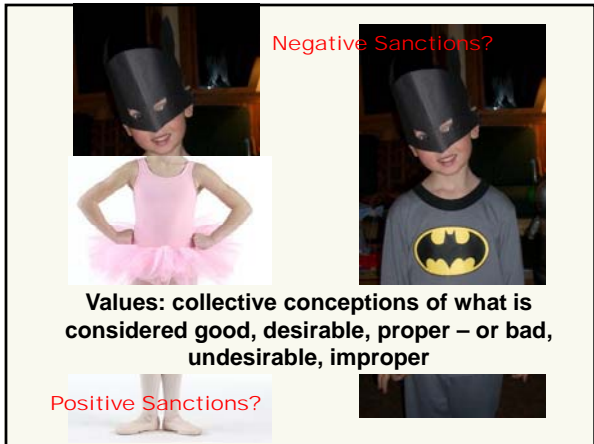 Negative Sanctions?
Values: collective conceptions of what is
considered good, desirable, proper – or bad,
undesirable, improper
Positive Sanctions?